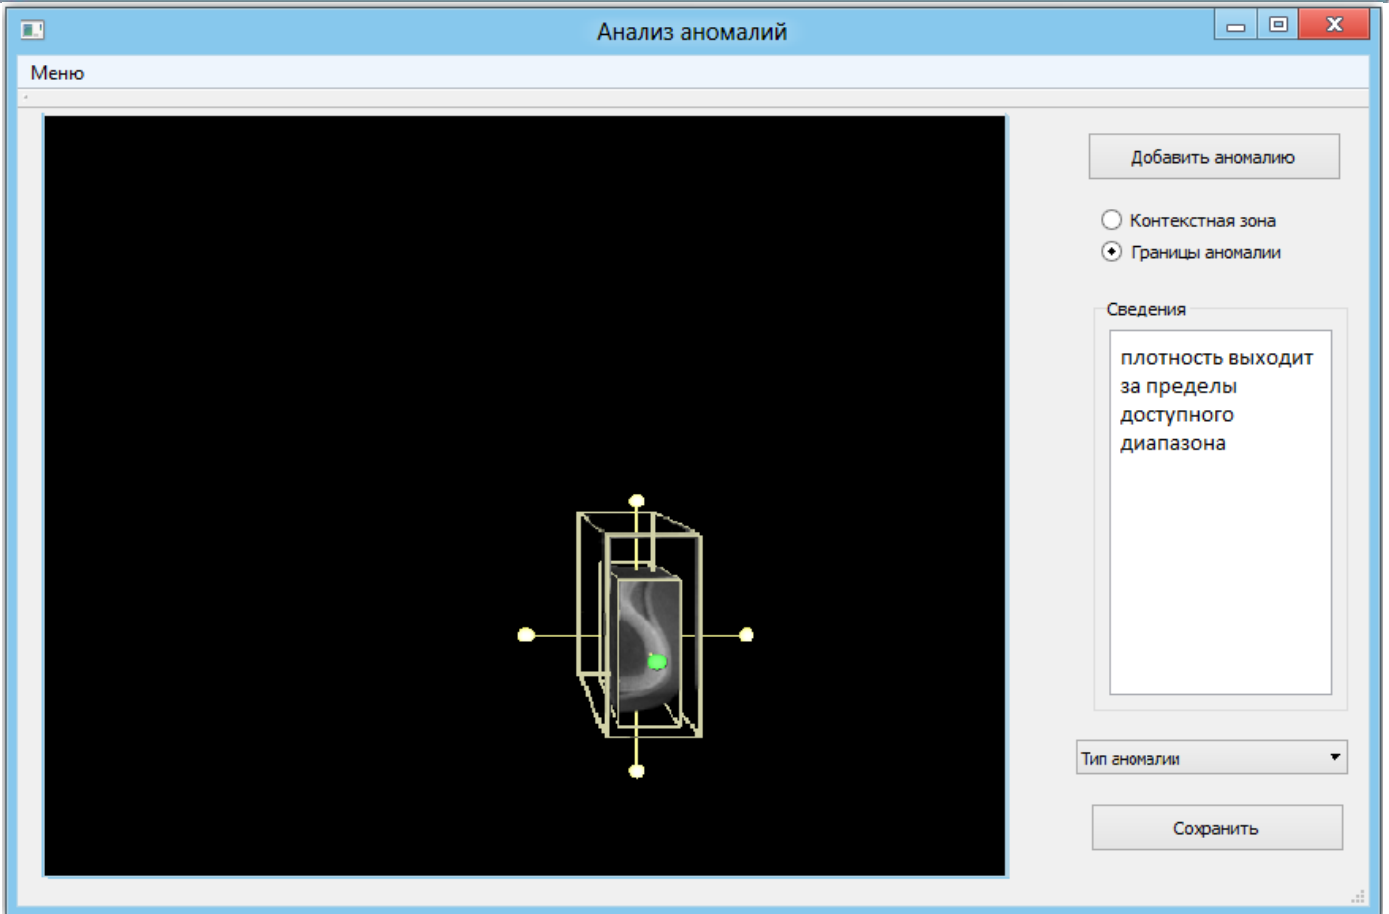 Анализ аномалий
Меню
Добавить аномалию
Контекстная зона
Границы аномалии
Сведения
плотность выходит
за пределы
доступного
диапазона
Тип аномалии
Сохранить